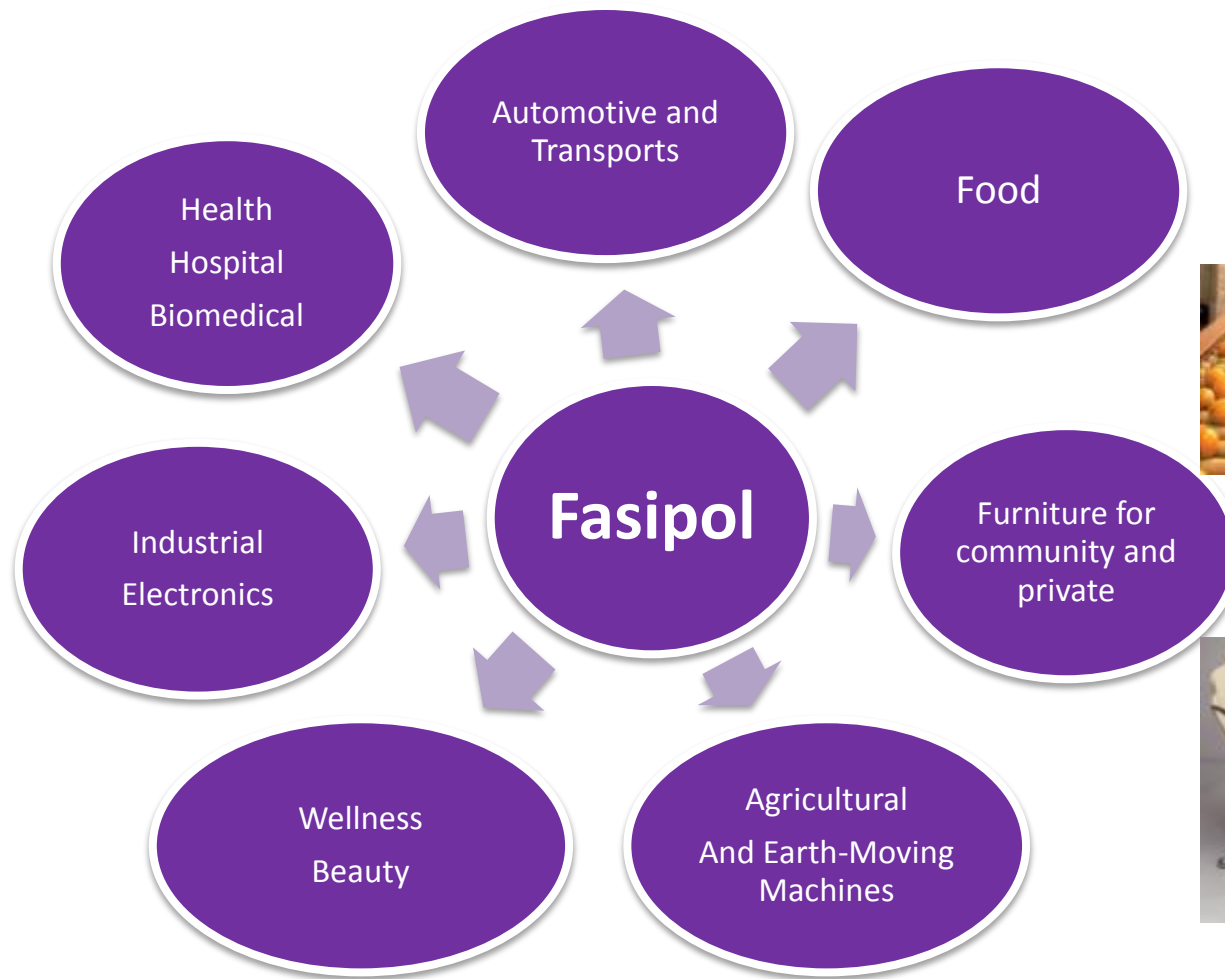 Automotive and
Transports
Food
Health
Hospital
Biomedical
Fasipol
Furniture for
community and
private
Industrial
Electronics
Wellness
Beauty
Agricultural
And Earth-Moving
Machines